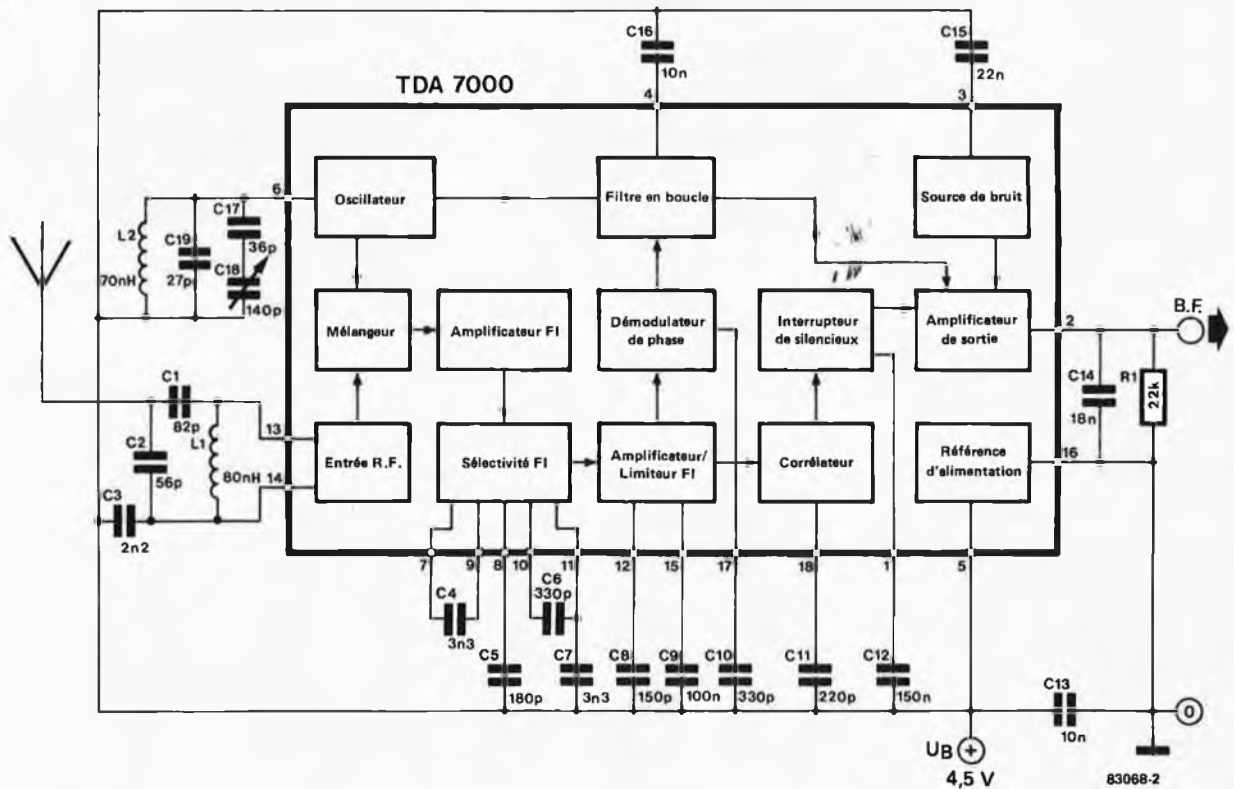 C16
10n
C15
22n
TDA 7000
4
3
6
Oscillateur
Filtre en boucle
Source de bruit
L2
70nH
C19
27p
C17
36p
C18
140p
Mélangeur
Amplificateur FI
Démodulateur
de phase
Interrupteur
de silencieux
Amplificateur
de sortie
2
B.F.
C1
82p
C2
56p
L1
80nH
C3
2n2
13
14
Entrée R.F.
Sélectivité FI
Amplificateur/
Limiteur FI
Corrélateur
Référence
d'alimentation
16
C14
18n
R1
22k
7
9
8
10
11
12
15
17
18
1
5
C4
3n3
C6
330p
C5
180p
C7
3n3
C8
150p
C9
100n
C10
330p
C11
220p
C12
150n
C13
10n
0
UB
+
4,5 V
83068-2